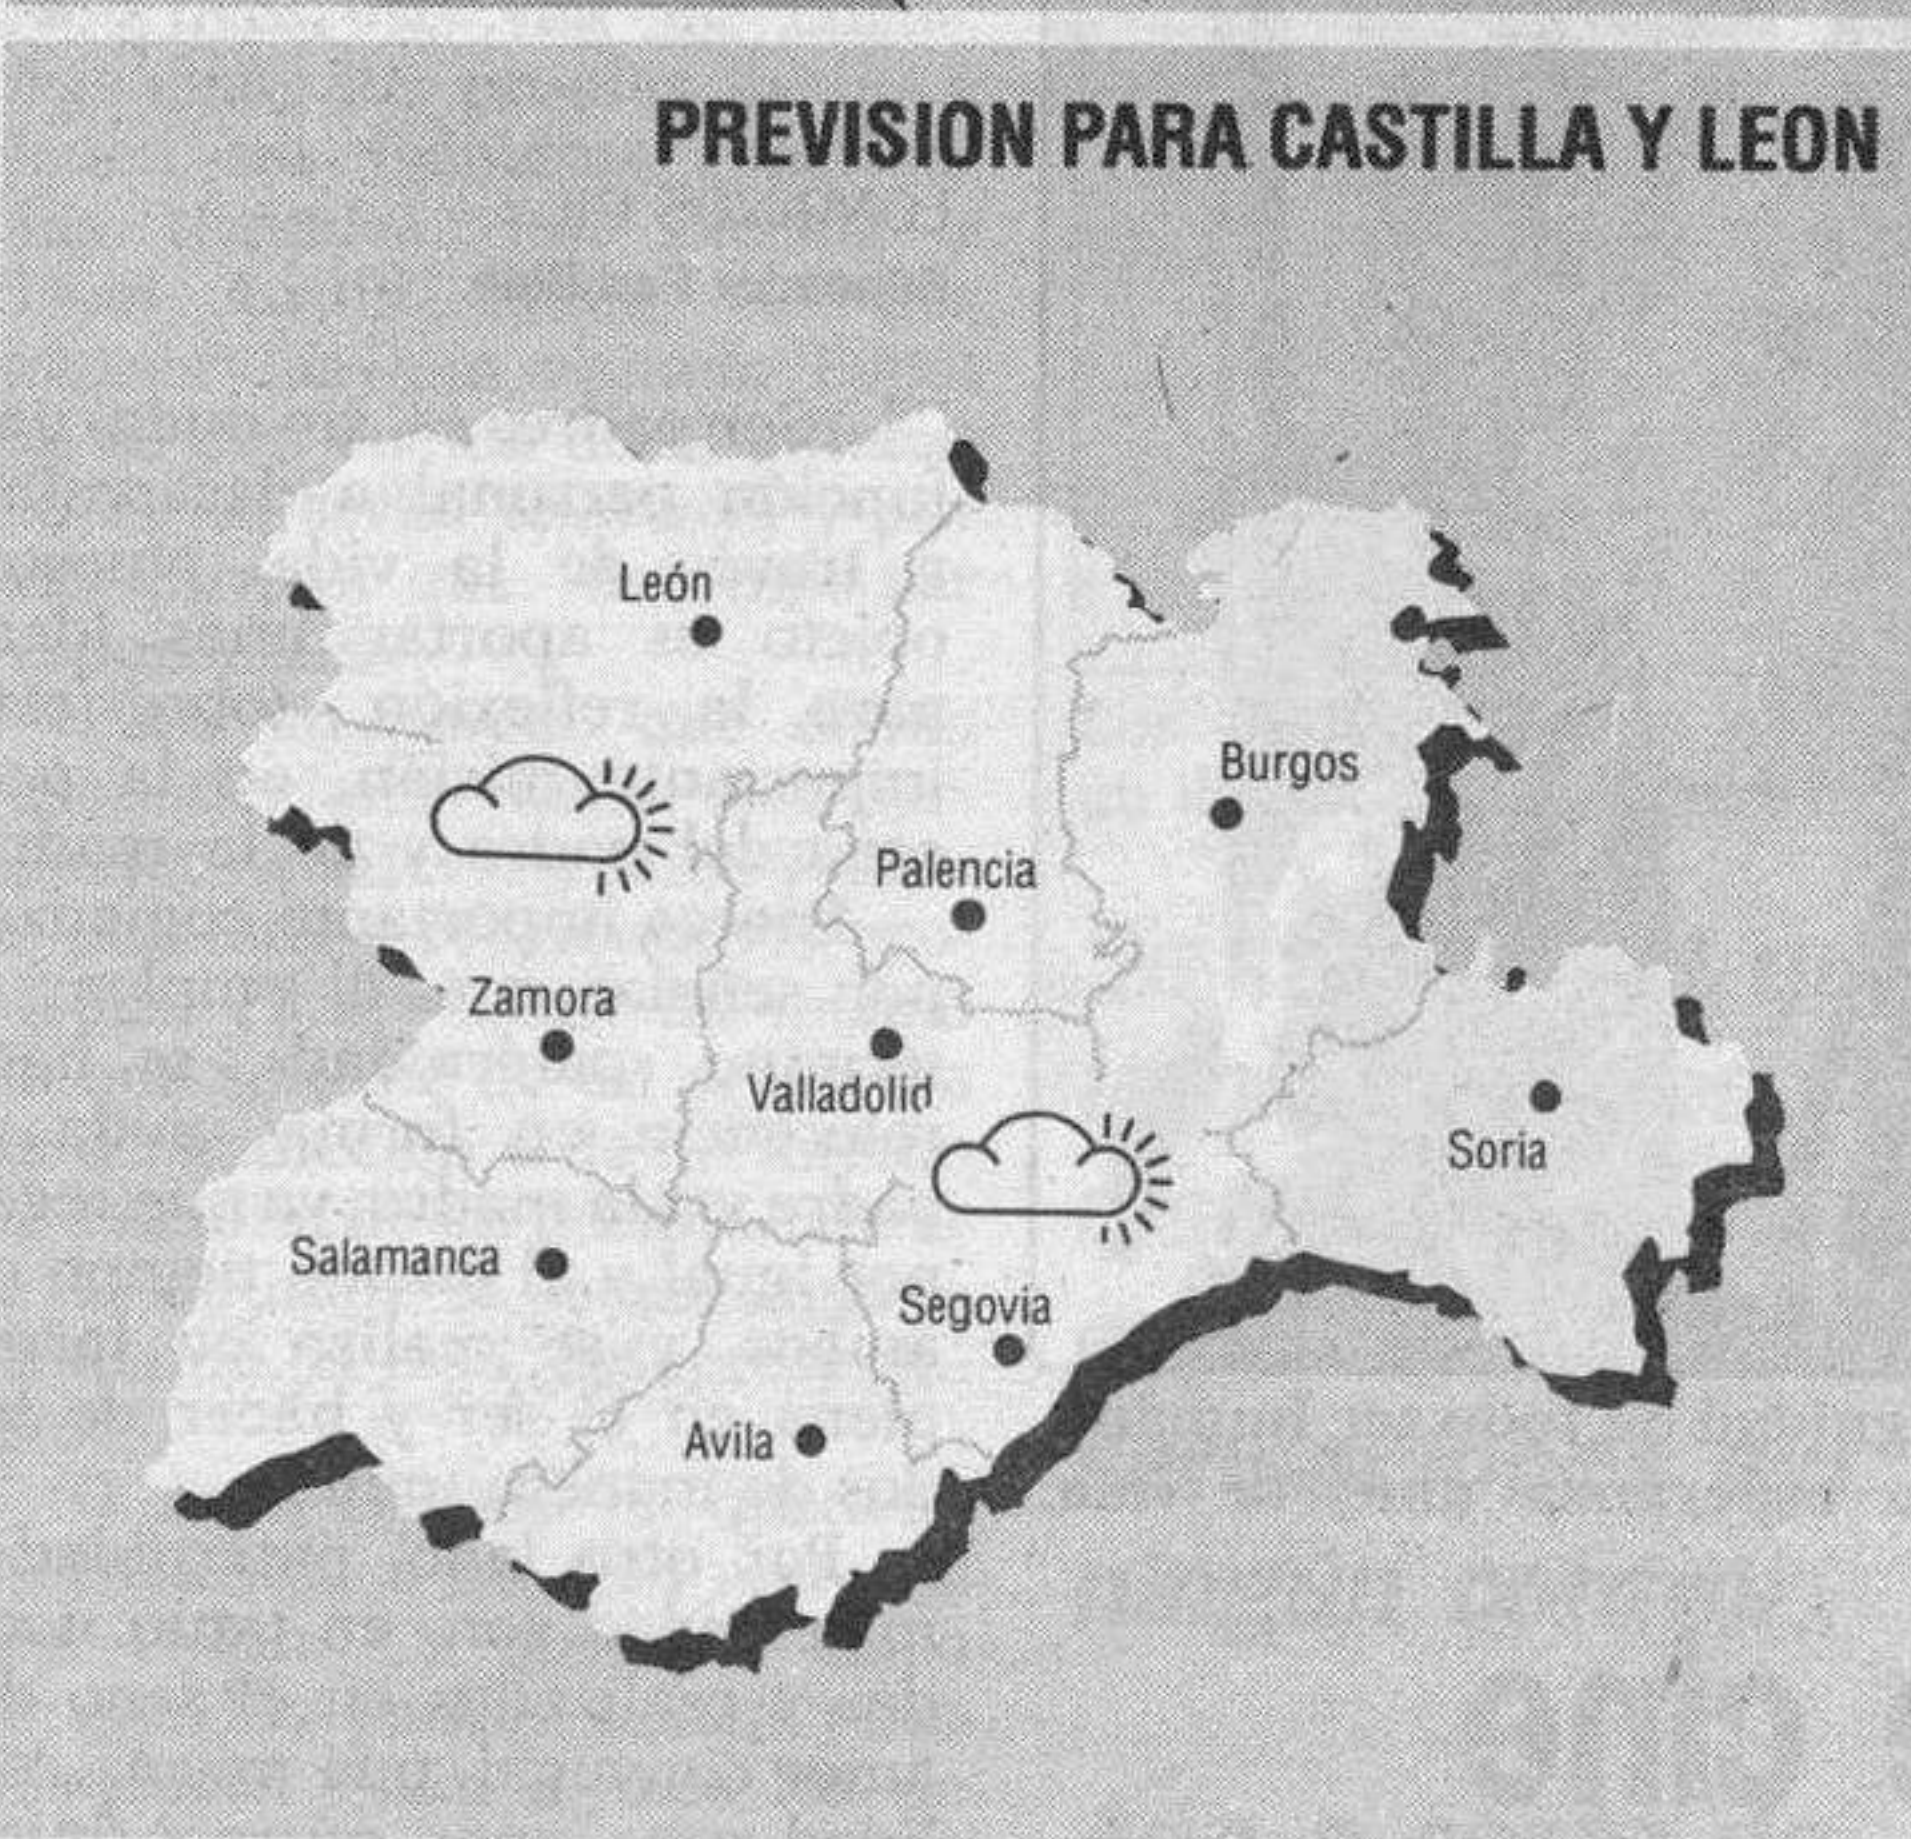 PREVISION PARA CASTILLA Y LEON
León
Burgos
Palencia
Zamora
Valladolid
Soria
Salamanca
Segovia
Avila